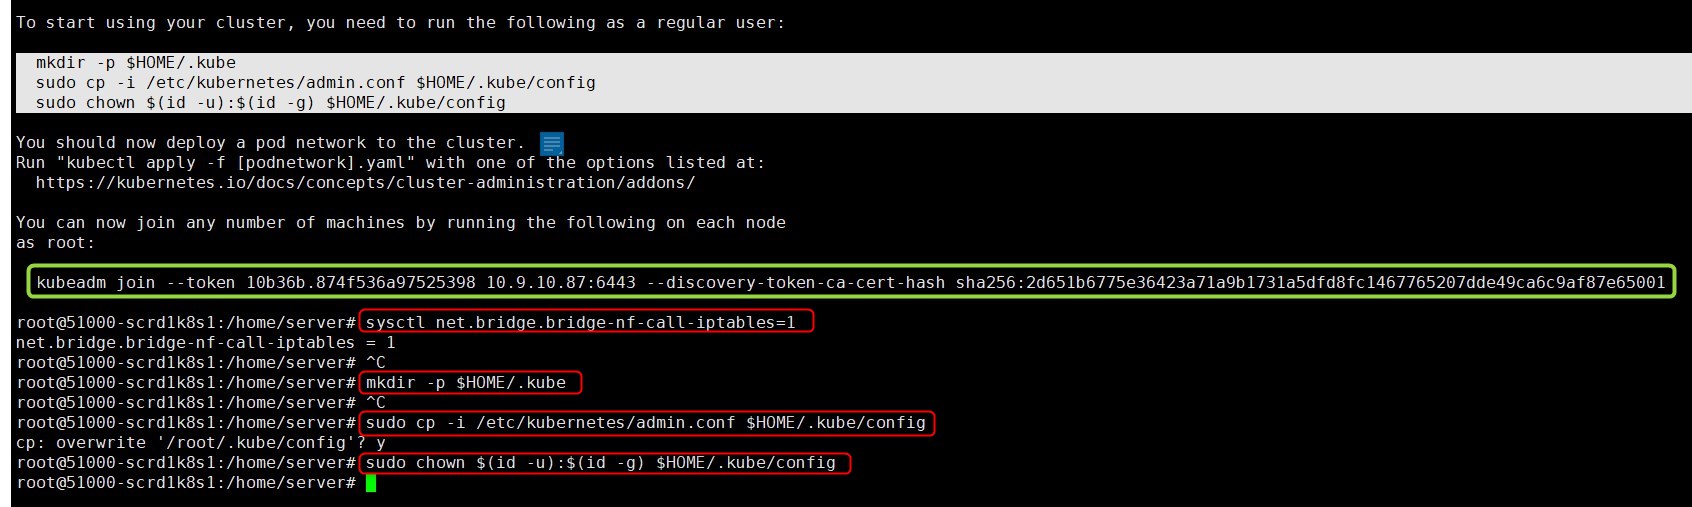 To start using your cluster, you need to run the following as a regular user:
mkdir -p $HOME/.kube
sudo cp -i /etc/kubernetes/admin.conf $HOME/.kube/config
sudo chown $(id -u):$(id -g) $HOME/.kube/config
You should now deploy a pod network to the cluster.
Run "kubectl apply -f [podnetwork].yaml" with one of the options listed at:
https://kubernetes.io/docs/concepts/cluster-administration/addons/
You can now join any number of machines by running the following on each node
as root:
kubeadm join --token 10b36b.874f536a97525398 10.9.10.87:6443 --discovery-token-ca-cert-hash sha256:2d651b6775e36423a71a9b1731a5dfd8fc1467765207dde49ca6c9af87e65001
root@51000-scrd1k8s1:/home/server# sysctl net.bridge.bridge-nf-call-iptables=1
net.bridge.bridge-nf-call-iptables = 1
root@51000-scrd1k8s1:/home/server# ^C
root@51000-scrd1k8s1:/home/server# mkdir -p $HOME/.kube
root@51000-scrd1k8s1:/home/server# ^C
root@51000-scrd1k8s1:/home/server# sudo cp -i /etc/kubernetes/admin.conf $HOME/.kube/config
cp: overwrite '/root/.kube/config'? y
root@51000-scrd1k8s1:/home/server# sudo chown $(id -u):$(id -g) $HOME/.kube/config
root@51000-scrd1k8s1:/home/server#